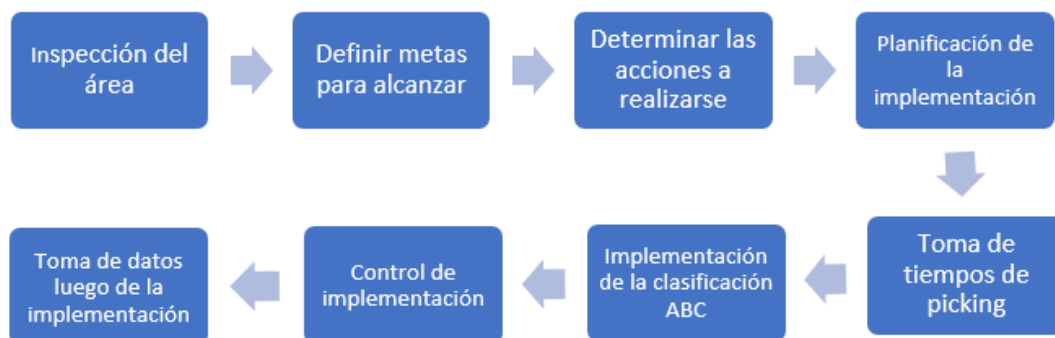 Inspección del
área
Definir metas
para alcanzar
Determinar las
acciones a
realizarse
Planificación de
la
implementación
Toma de
tiempos de
picking
Implementación
de la clasificación
ABC
Control de
implementación
Toma de datos
luego de la
implementación